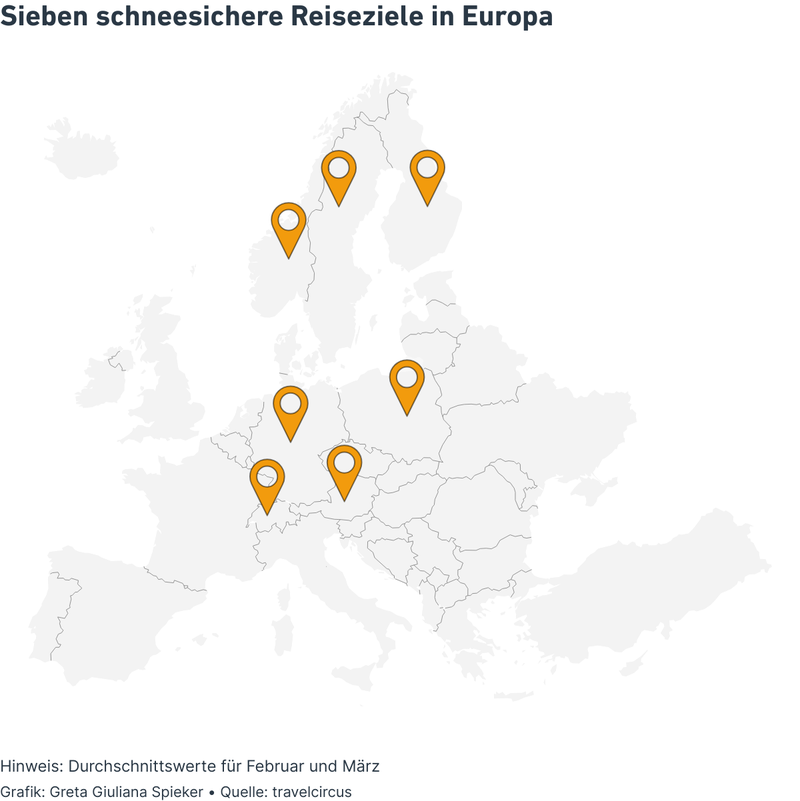 Sieben schneesichere Reiseziele in Europa
Hinweis: Durchschnittswerte für Februar und März
Grafik: Greta Giuliana Spieker • Quelle: travelcircus